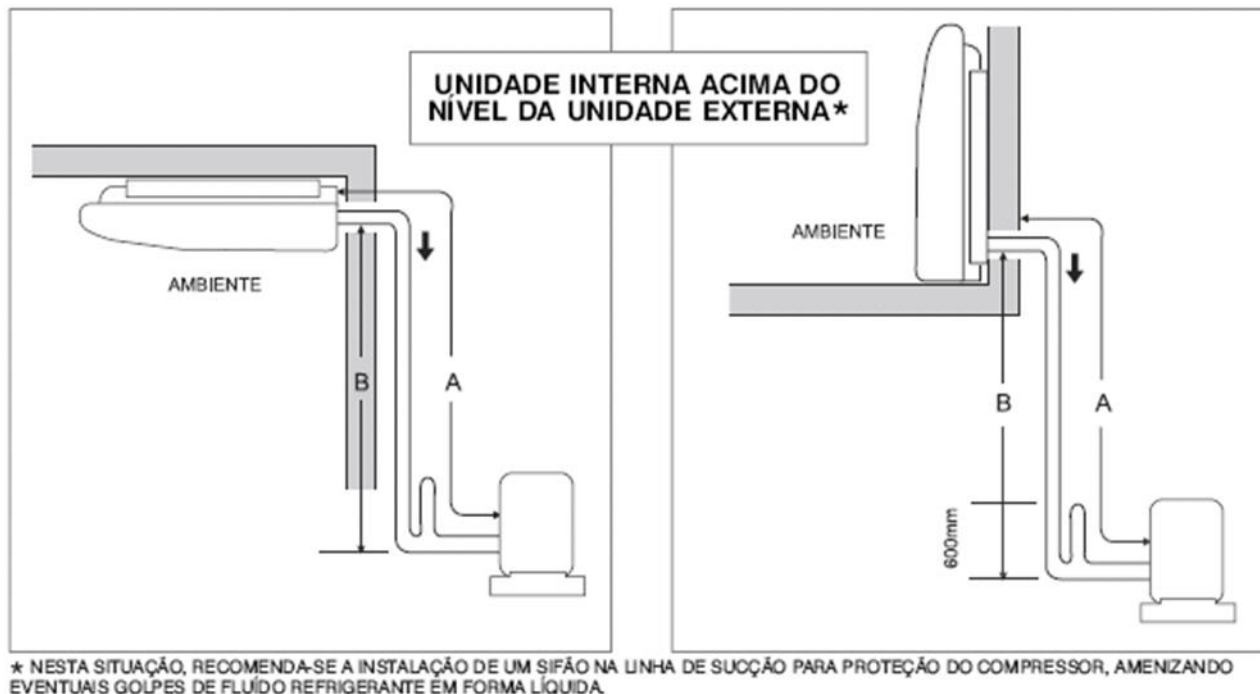 UNIDADE INTERNA ACIMA DO
NÍVEL DA UNIDADE EXTERNA*
AMBIENTE
B
A
AMBIENTE
B
A
600mm
* NESTA SITUAÇÃO, RECOMENDA-SE A INSTALAÇÃO DE UM SIFÃO NA LINHA DE SUCÇÃO PARA PROTEÇÃO DO COMPRESSOR, AMENIZANDO
EVENTUAIS GOLPES DE FLUÍDO REFRIGERANTE EM FORMA LÍQUIDA.